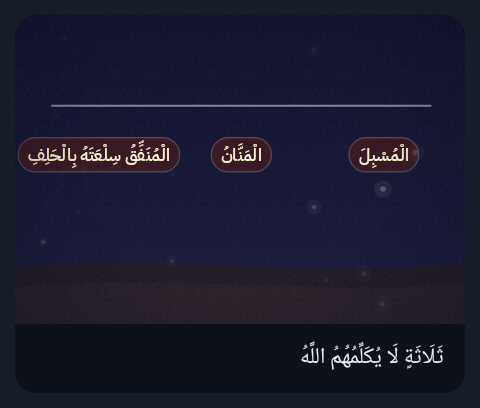 الْمُسْبِلَ
الْمَنَّانُ
الْمُنَفِّقُ سِلْعَتَهُ بِالْحَلِفِ
ثَلَاثَةٍ لَا يُكَلِّمُهُمُ اللَّهُ